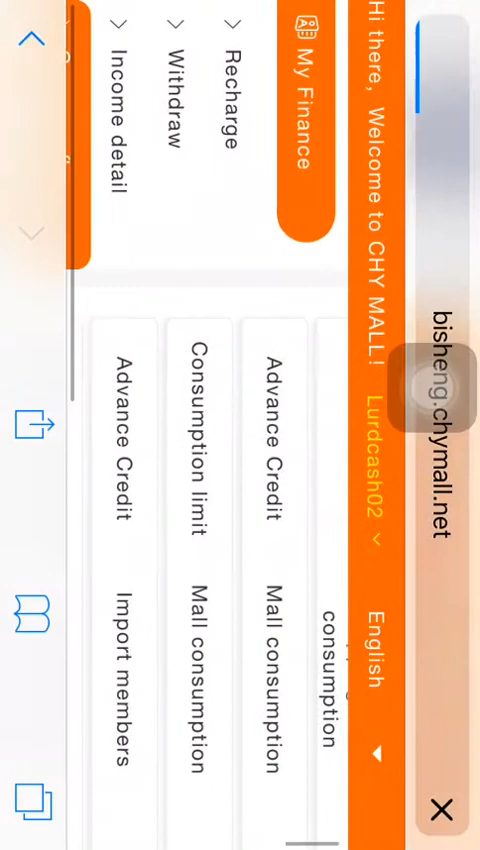 bisheng.chymall.net
Hi there, Welcome to CHY MALL!
Lurdcash02
English
My Finance
Recharge
Withdraw
Income detail
consumption
Advance Credit Mall consumption
Consumption limit Mall consumption
Advance Credit Import members